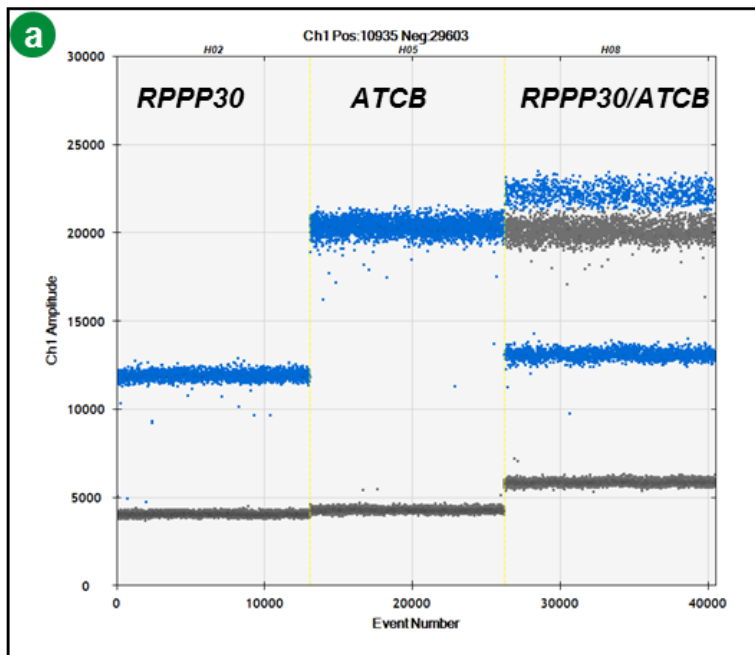 a
Ch1 Pos:10935 Neg:29603
H02 H05 H08
RPPP30 ATCB RPPP30/ATCB
30000
25000
20000
15000
10000
5000
0
Ch1 Amplitude
0 10000 20000 30000 40000
Event Number